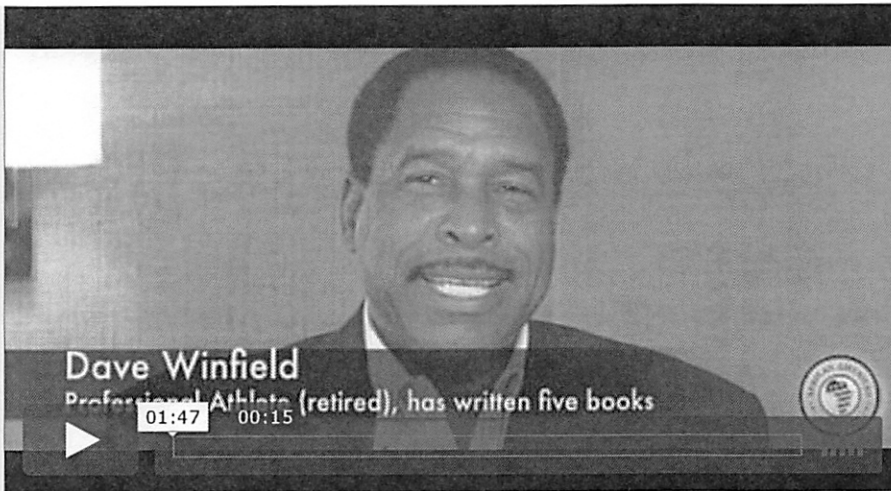 Dave Winfield
Professional Athlete (retired), has written five books
01:47 00:15